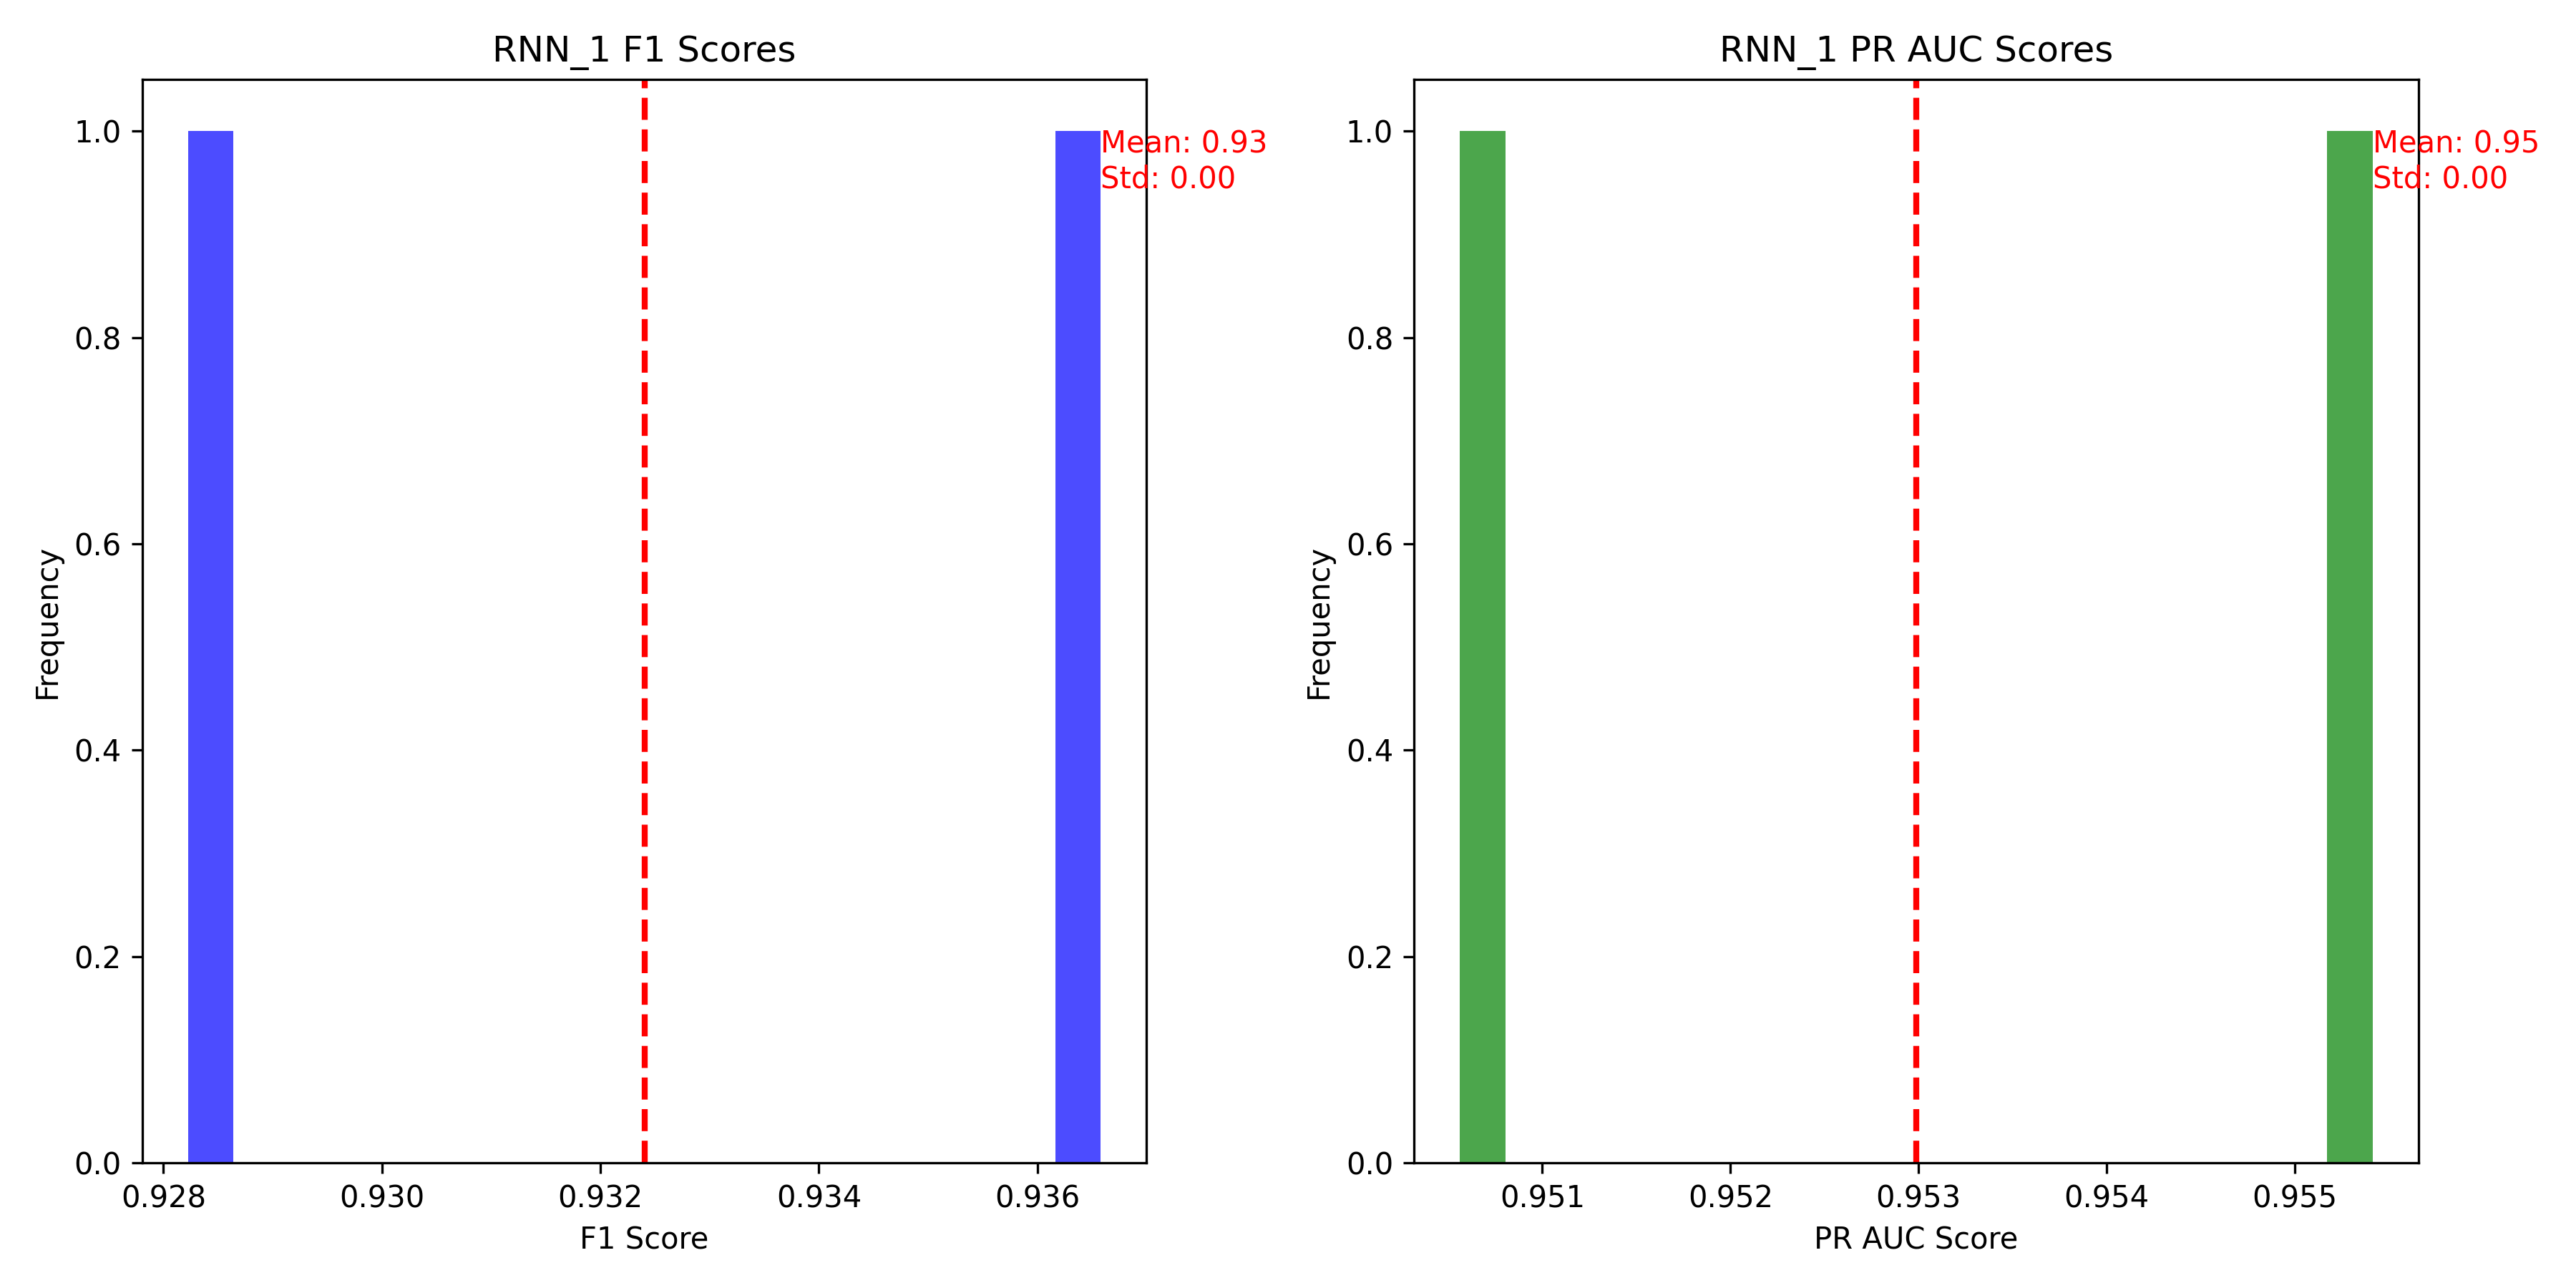 RNN_1 F1 Scores
1.0
0.8
0.6
0.4
0.2
0.0
Frequency
Mean: 0.93
Std: 0.00
0.928 0.930 0.932 0.934 0.936
F1 Score
RNN_1 PR AUC Scores
1.0
0.8
0.6
0.4
0.2
0.0
Frequency
Mean: 0.95
Std: 0.00
0.951 0.952 0.953 0.954 0.955
PR AUC Score